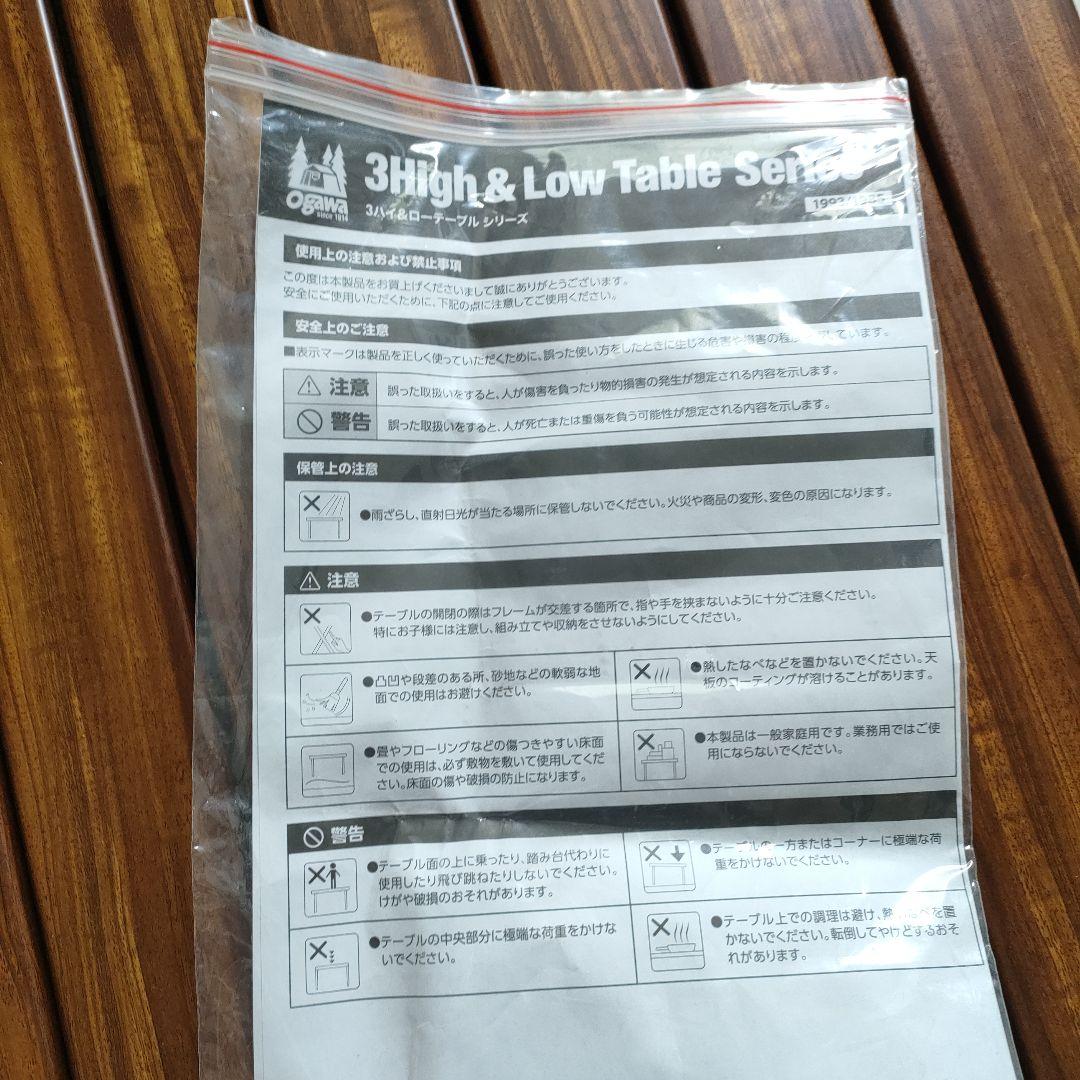 3High & Low Table Series
ogawa
since 1914
3ハイ&ローテーブル シリーズ
使用上の注意および禁止事項
この度は本製品をお買上げくださいまして誠にありがとうございます。
安全にご使用いただくために、下記の点に注意してご使用ください。
安全上のご注意
■表示マークは製品を正しく使っていただくために、誤った使い方をしたときに生じる危害や損害の程度 しています。
注意
誤った取扱いをすると、人が傷害を負ったり物的損害の発生が想定される内容を示します。
警告
誤った取扱いをすると、人が死亡または重傷を負う可能性が想定される内容を示します。
保管上の注意
●雨ざらし、直射日光が当たる場所に保管しないでください。火災や商品の変形、変色の原因になります。
注意
●テーブルの開閉の際はフレームが交差する箇所で、指や手を挟まないように十分ご注意ください。
特にお子様には注意し、組み立てや収納をさせないようにしてください。
●凸凹や段差のある所、砂地などの軟弱な地
面での使用はお避けください。
●熱したなべなどを置かないでください。天
板のコーティングが溶けることがあります。
●畳やフローリングなどの傷つきやすい床面
での使用は、必ず敷物を敷いて使用してくだ
さい。床面の傷や破損の防止になります。
●本製品は一般家庭用です。業務用ではご使
用にならないでください。
警告
●テーブル面の上に乗ったり、踏み台代わりに
使用したり飛び跳ねたりしないでください。
けがや破損のおそれがあります。
●テーブルの一方またはコーナーに極端な荷
重をかけないでください。
●テーブルの中央部分に極端な荷重をかけな
いでください。
●テーブル上での調理は避け、熱いなべを置
かないでください。転倒してやけどするおそ
れがあります。